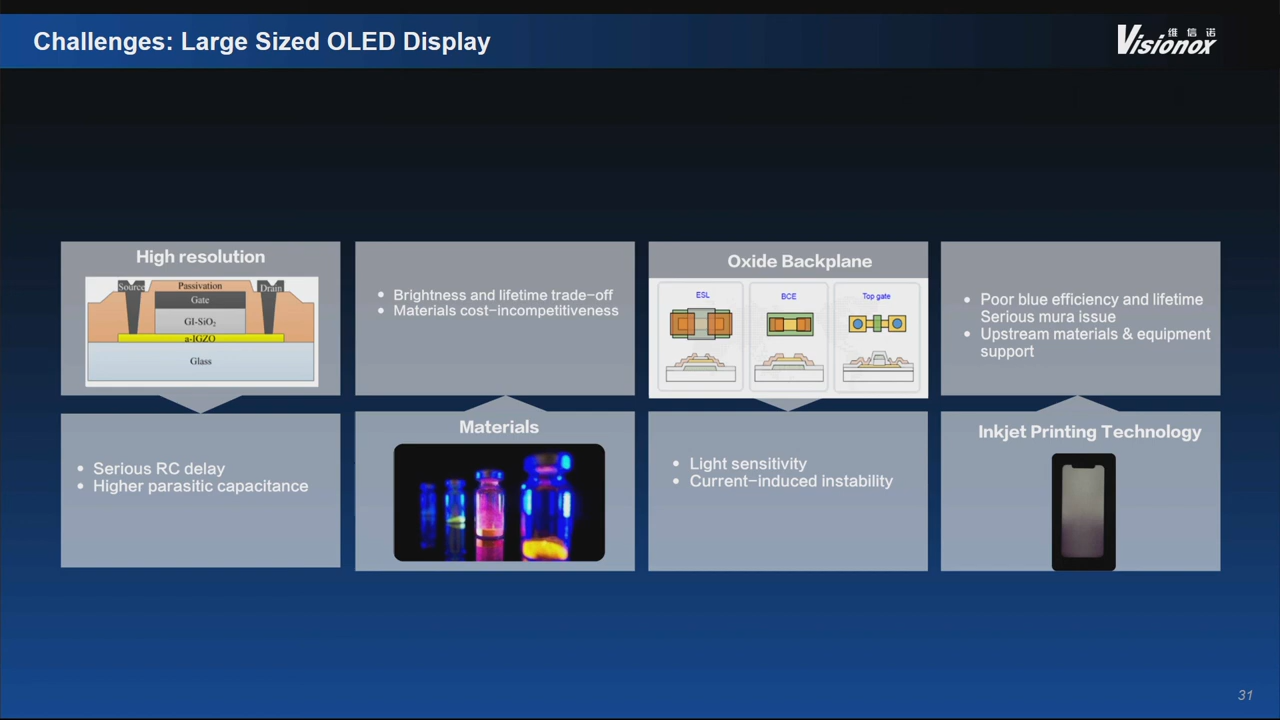 Challenges: Large Sized OLED Display
维信诺
Visionox
High resolution
Source
Passivation
Drain
Gate
GI-SiO₂
a-IGZO
Glass
• Serious RC delay
• Higher parasitic capacitance
• Brightness and lifetime trade-off
• Materials cost-incompetitiveness
Materials
Oxide Backplane
ESL
BCE
Top gate
• Light sensitivity
• Current-induced instability
• Poor blue efficiency and lifetime
Serious mura issue
• Upstream materials & equipment
support
Inkjet Printing Technology
31